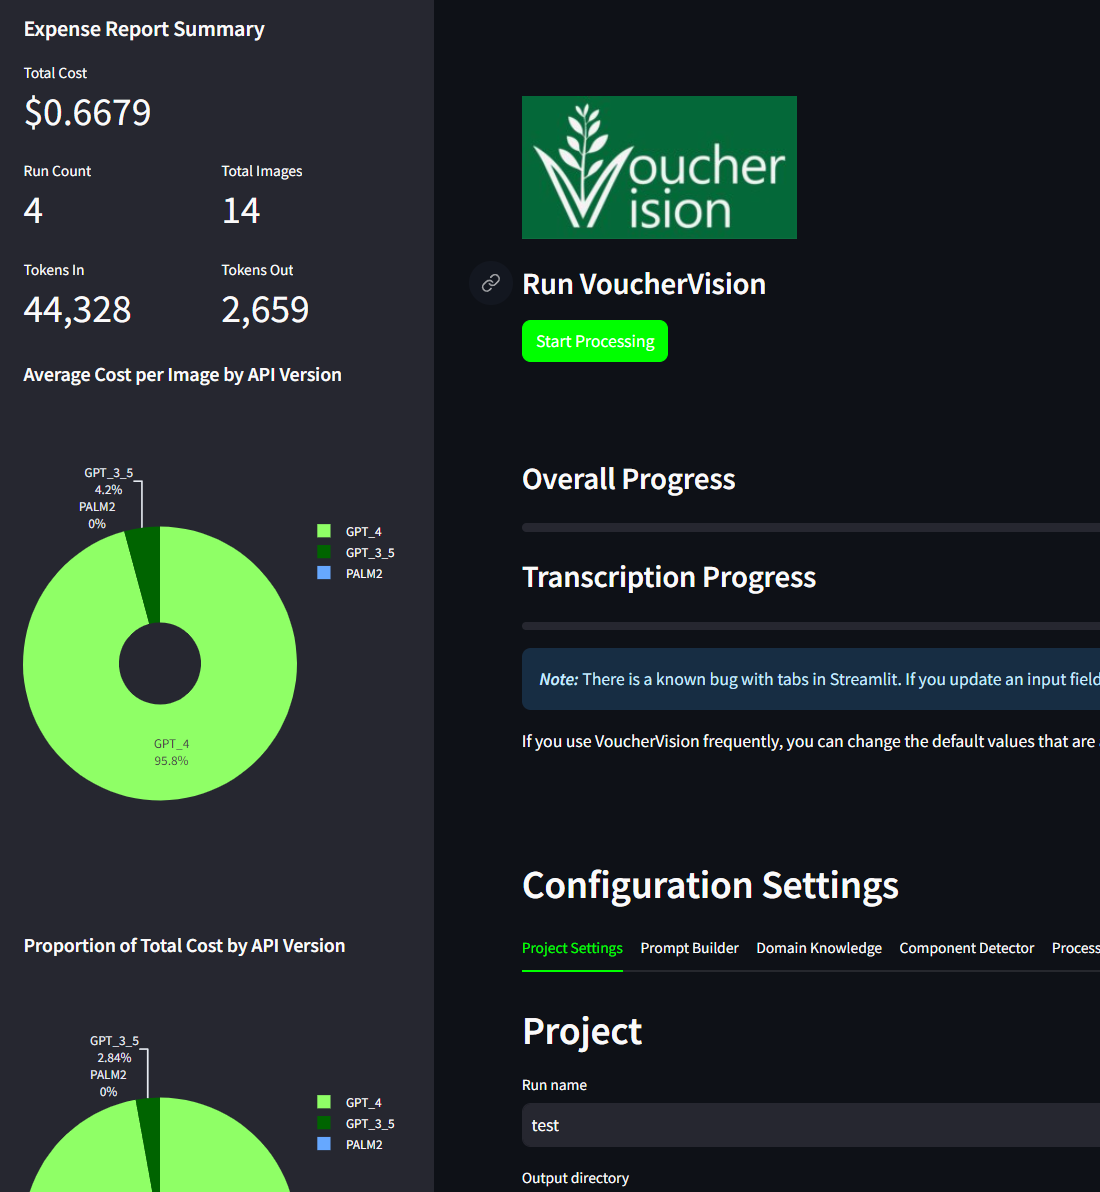 Expense Report Summary
Total Cost
$0.6679
Run Count
Total Images
4
14
Tokens In
Tokens Out
44,328
2,659
Average Cost per Image by API Version
GPT_3_5
4.2%
PALM2
0%
GPT_4
GPT_3_5
PALM2
GPT_4
95.8%
Proportion of Total Cost by API Version
GPT_3_5
2.84%
PALM2
0%
GPT_4
GPT_3_5
PALM2
Voucher
Vision
Run VoucherVision
Start Processing
Overall Progress
Transcription Progress
Note: There is a known bug with tabs in Streamlit. If you update an input field
If you use VoucherVision frequently, you can change the default values that are
Configuration Settings
Project Settings Prompt Builder Domain Knowledge Component Detector Process
Project
Run name
test
Output directory